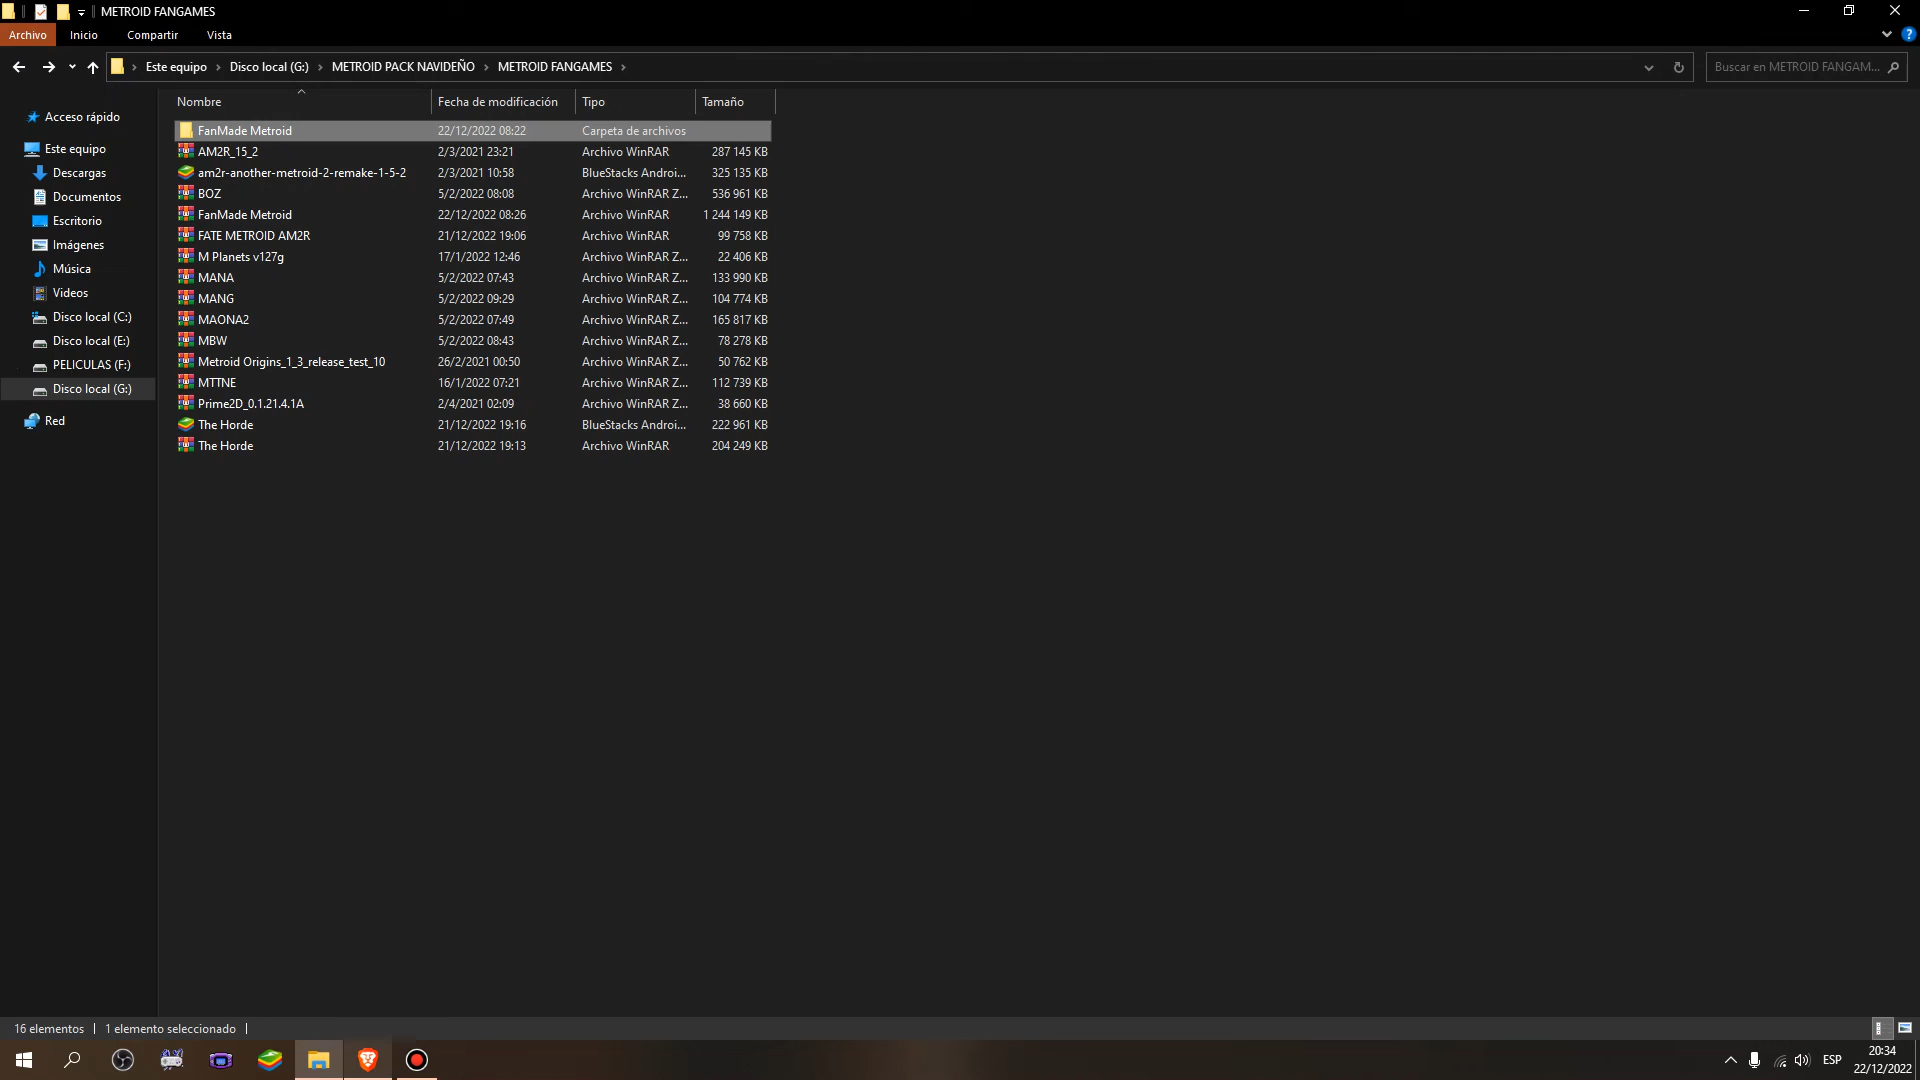 METROID FANGAMES
Archivo Inicio Compartir Vista
Este equipo Disco local (G:) METROID PACK NAVIDEÑO METROID FANGAMES Buscar en METROID FANGAM...
Nombre Fecha de modificación Tipo Tamaño
Acceso rápido
Este equipo
Descargas
Documentos
Escritorio
Imágenes
Música
Videos
Disco local (C:)
Disco local (E:)
PELICULAS (F:)
Disco local (G:)
Red
FanMade Metroid 22/12/2022 08:22 Carpeta de archivos
AM2R_15_2 2/3/2021 23:21 Archivo WinRAR 287 145 KB
am2r-another-metroid-2-remake-1-5-2 2/3/2021 10:58 BlueStacks Androi... 325 135 KB
BOZ 5/2/2022 08:08 Archivo WinRAR Z... 536 961 KB
FanMade Metroid 22/12/2022 08:26 Archivo WinRAR 1 244 149 KB
FATE METROID AM2R 21/12/2022 19:06 Archivo WinRAR 99 758 KB
M Planets v127g 17/1/2022 12:46 Archivo WinRAR Z... 22 406 KB
MANA 5/2/2022 07:43 Archivo WinRAR Z... 133 990 KB
MANG 5/2/2022 09:29 Archivo WinRAR Z... 104 774 KB
MAONA2 5/2/2022 07:49 Archivo WinRAR Z... 165 817 KB
MBW 5/2/2022 08:43 Archivo WinRAR Z... 78 278 KB
Metroid Origins_1_3_release_test_10 26/2/2021 00:50 Archivo WinRAR Z... 50 762 KB
MTTNE 16/1/2022 07:21 Archivo WinRAR Z... 112 739 KB
Prime2D_0.1.21.4.1A 2/4/2021 02:09 Archivo WinRAR Z... 38 660 KB
The Horde 21/12/2022 19:16 BlueStacks Androi... 222 961 KB
The Horde 21/12/2022 19:13 Archivo WinRAR 204 249 KB
16 elementos 1 elemento seleccionado
ESP
20:34
22/12/2022